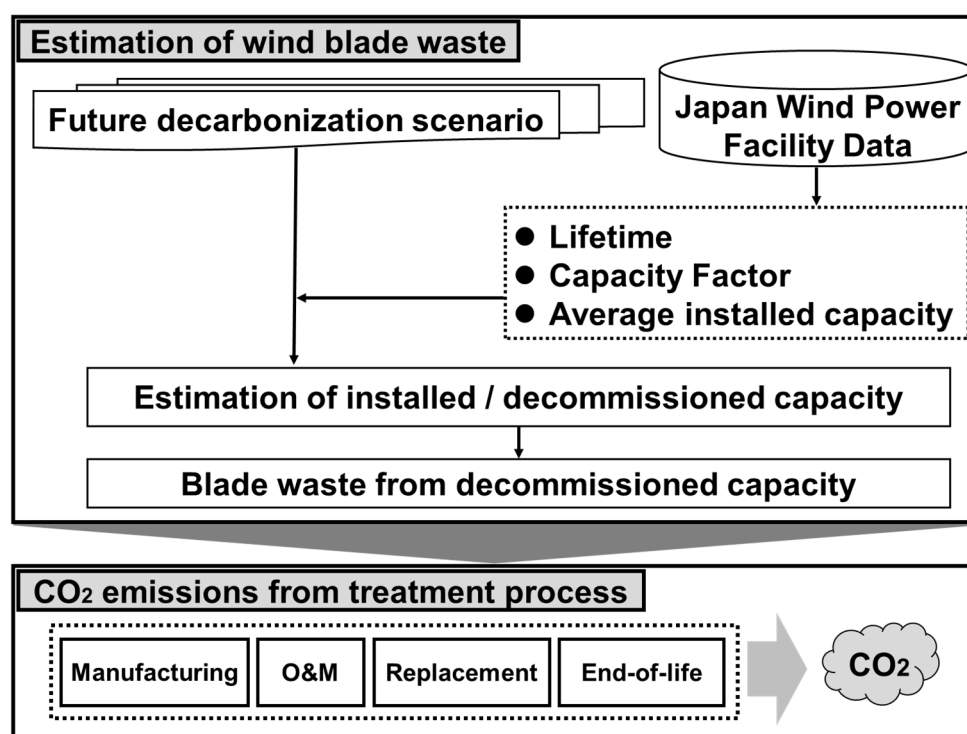 Estimation of wind blade waste
Future decarbonization scenario
Japan Wind Power
Facility Data
● Lifetime
● Capacity Factor
● Average installed capacity
Estimation of installed / decommissioned capacity
Blade waste from decommissioned capacity
CO₂ emissions from treatment process
Manufacturing
O&M
Replacement
End-of-life
CO₂